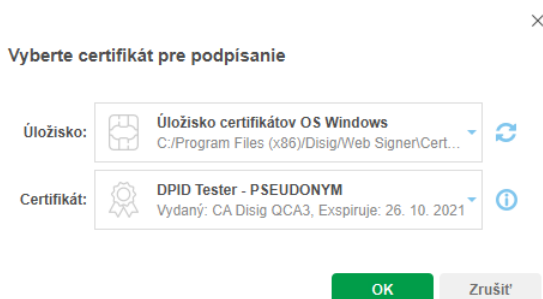 Vyberte certifikát pre podpísanie
Úložisko:
Úložisko certifikátov OS Windows
C:/Program Files (x86)/Disig/Web Signer\Cert...
Certifikát:
DPID Tester - PSEUDONYM
Vydaný: CA Disig QCA3, Exspiruje: 26. 10. 2021
OK
Zrušiť